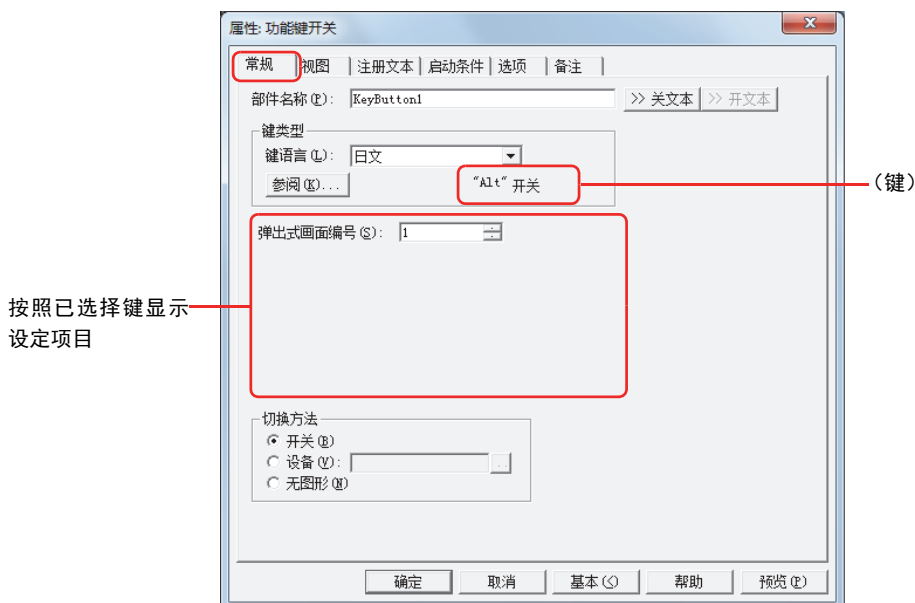 属性: 功能键开关
常规 视图 注册文本 启动条件 选项 备注
部件名称(P): KeyButton1 >> 关文本 >> 开文本
键类型
键语言(L): 日文
参阅(K)... "Alt" 开关
(键)
弹出式画面编号(S): 1
按照已选择键显示
设定项目
切换方法
开关(B)
设备(V): ..
无图形(N)
确定 取消 基本(<) 帮助 预览(P)